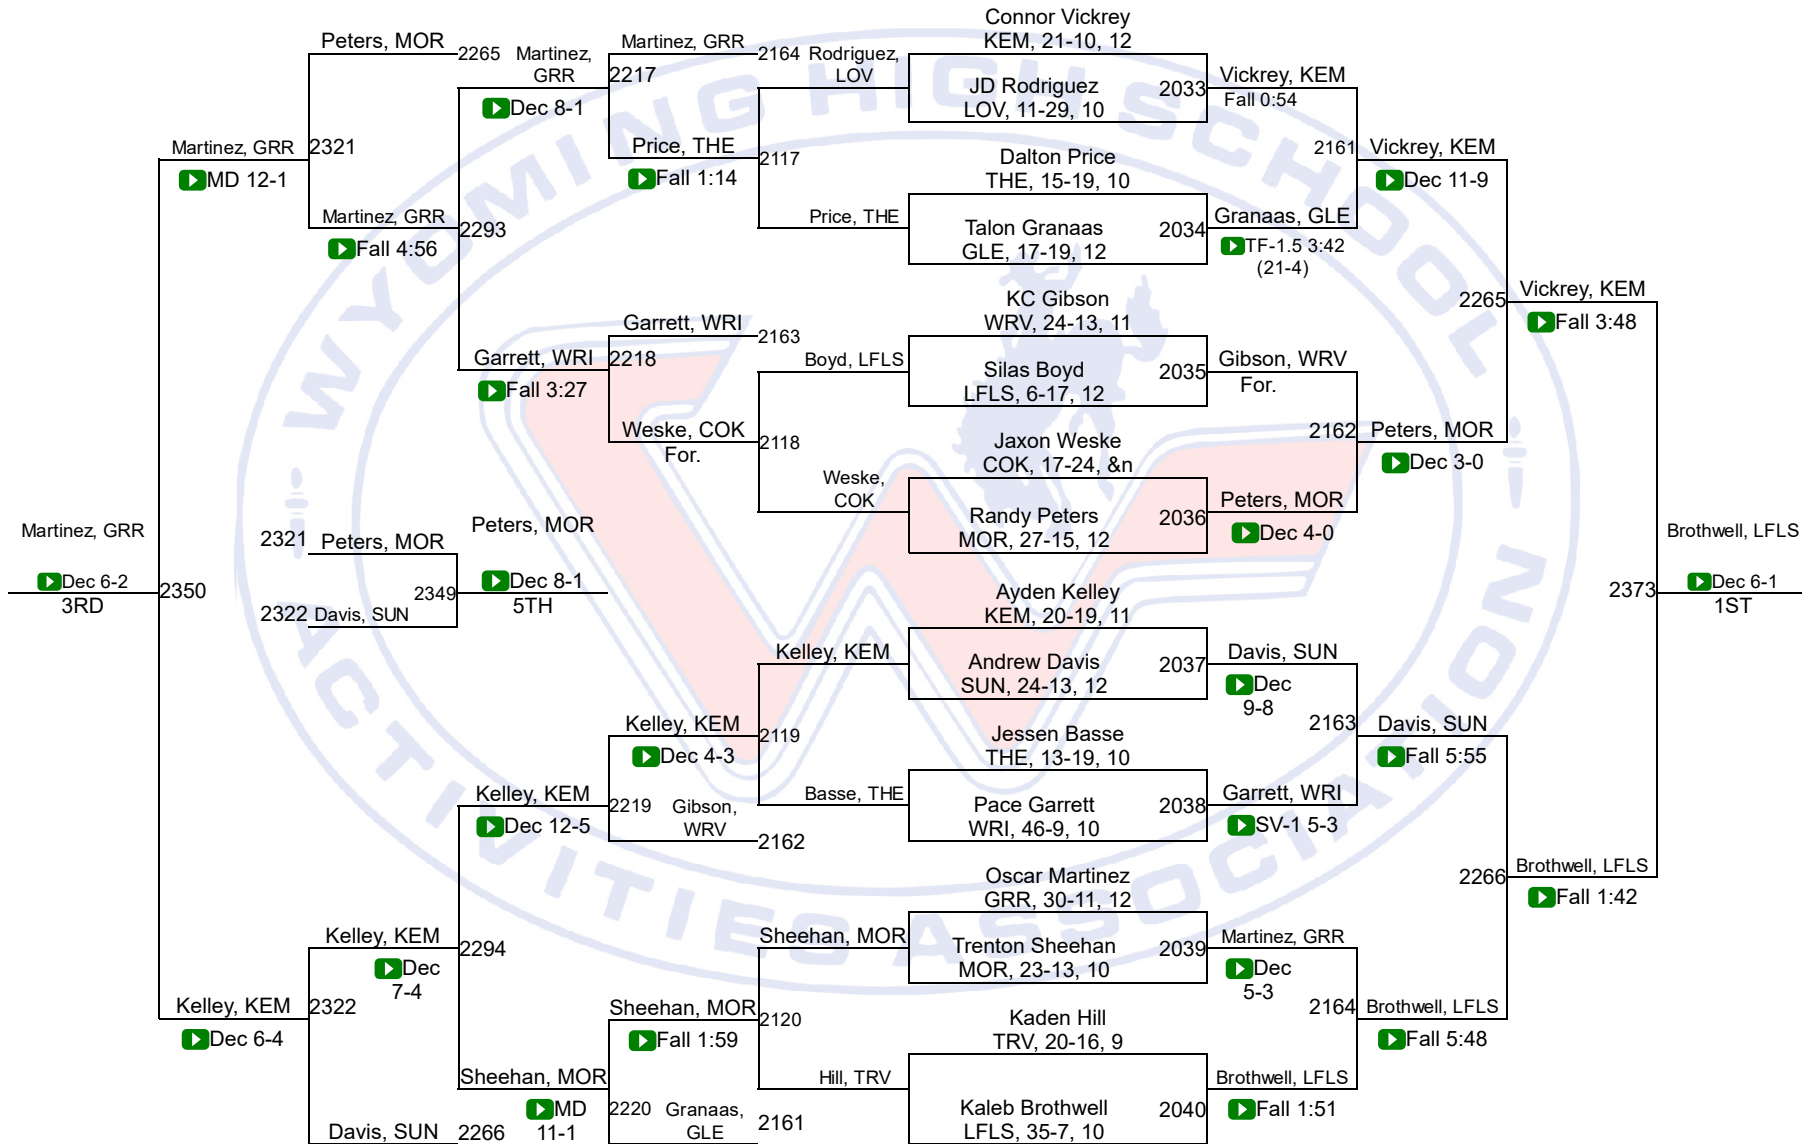 Connor Vickrey
KEM, 21-10, 12
Peters, MOR
2265
Martinez,
GRR
Martinez, GRR
2164
Rodriguez,
LOV
2217
JD Rodriguez
LOV, 11-29, 10
2033
Vickrey, KEM
Fall 0:54
Dec 8-1
Martinez, GRR
2321
MD 12-1
Price, THE
Fall 1:14
2117
Dalton Price
THE, 15-19, 10
2161
Vickrey, KEM
Dec 11-9
Martinez, GRR
Fall 4:56
2293
Price, THE
Talon Granaas
GLE, 17-19, 12
2034
Granaas, GLE
TF-1.5 3:42
(21-4)
KC Gibson
WRV, 24-13, 11
2265
Vickrey, KEM
Fall 3:48
Garrett, WRI
2163
Garrett, WRI
Fall 3:27
2218
Boyd, LFLS
Silas Boyd
LFLS, 6-17, 12
2035
Gibson, WRV
For.
Weske, COK
For.
2118
Jaxon Weske
COK, 17-24, &n
2162
Peters, MOR
Dec 3-0
Weske,
COK
Randy Peters
MOR, 27-15, 12
2036
Peters, MOR
Dec 4-0
Martinez, GRR
Dec 6-2
3RD
2350
2321
Peters, MOR
2322
Davis, SUN
2349
Peters, MOR
Dec 8-1
5TH
Brothwell, LFLS
2373
Dec 6-1
1ST
Ayden Kelley
KEM, 20-19, 11
Kelley, KEM
Andrew Davis
SUN, 24-13, 12
2037
Davis, SUN
Dec
9-8
Kelley, KEM
Dec 4-3
2119
Jessen Basse
THE, 13-19, 10
2163
Davis, SUN
Fall 5:55
Kelley, KEM
Dec 12-5
2219
Gibson,
WRV
2162
Basse, THE
Pace Garrett
WRI, 46-9, 10
2038
Garrett, WRI
SV-1 5-3
Oscar Martinez
GRR, 30-11, 12
2266
Brothwell, LFLS
Fall 1:42
Kelley, KEM
Dec
7-4
2294
Sheehan, MOR
Trenton Sheehan
MOR, 23-13, 10
2039
Martinez, GRR
Dec
5-3
Kelley, KEM
Dec 6-4
2322
Sheehan, MOR
Fall 1:59
2120
Kaden Hill
TRV, 20-16, 9
2164
Brothwell, LFLS
Fall 5:48
Sheehan, MOR
MD
11-1
Hill, TRV
Kaleb Brothwell
LFLS, 35-7, 10
2040
Brothwell, LFLS
Fall 1:51
Davis, SUN
2266
2220
Granaas,
GLE
2161
WYOMING HIGH SCHOOL
ACTIVITIES ASSOCIATION